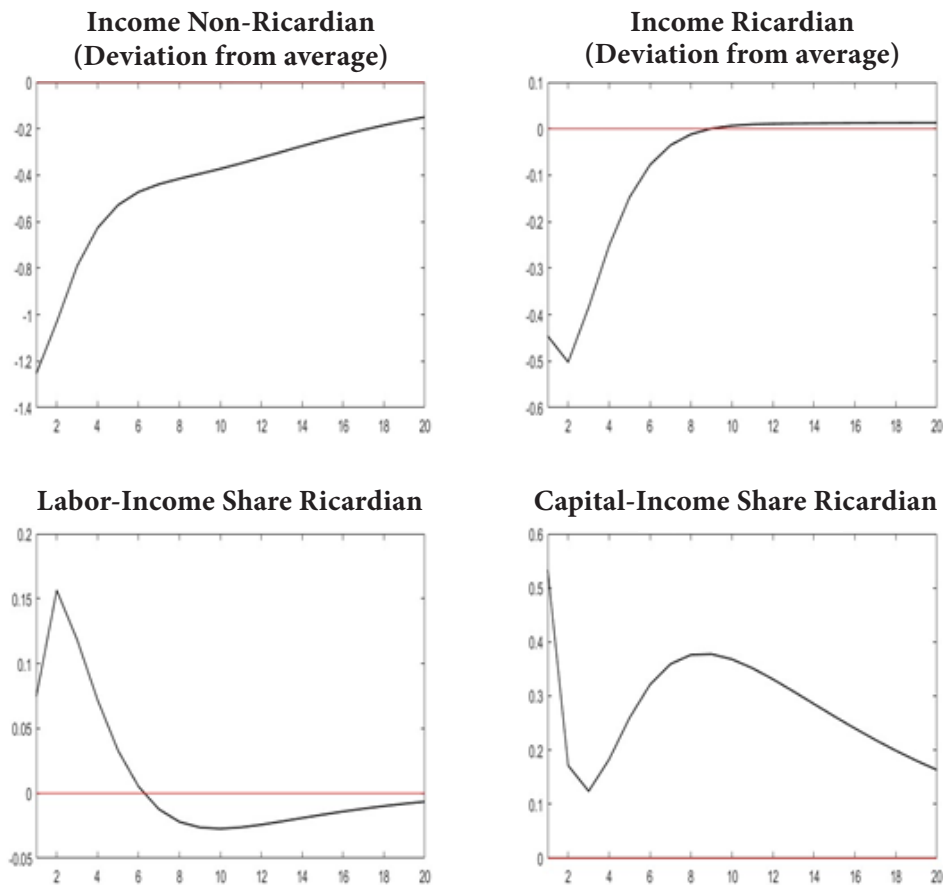 Income Non-Ricardian
(Deviation from average)
0
-0.2
-0.4
-0.6
-0.8
-1
-1.2
-1.4
2 4 6 8 10 12 14 16 18 20
Income Ricardian
(Deviation from average)
0.1
0
-0.1
-0.2
-0.3
-0.4
-0.5
-0.6
2 4 6 8 10 12 14 16 18 20
Labor-Income Share Ricardian
0.2
0.15
0.1
0.05
0
-0.05
2 4 6 8 10 12 14 16 18 20
Capital-Income Share Ricardian
0.6
0.5
0.4
0.3
0.2
0.1
0
2 4 6 8 10 12 14 16 18 20